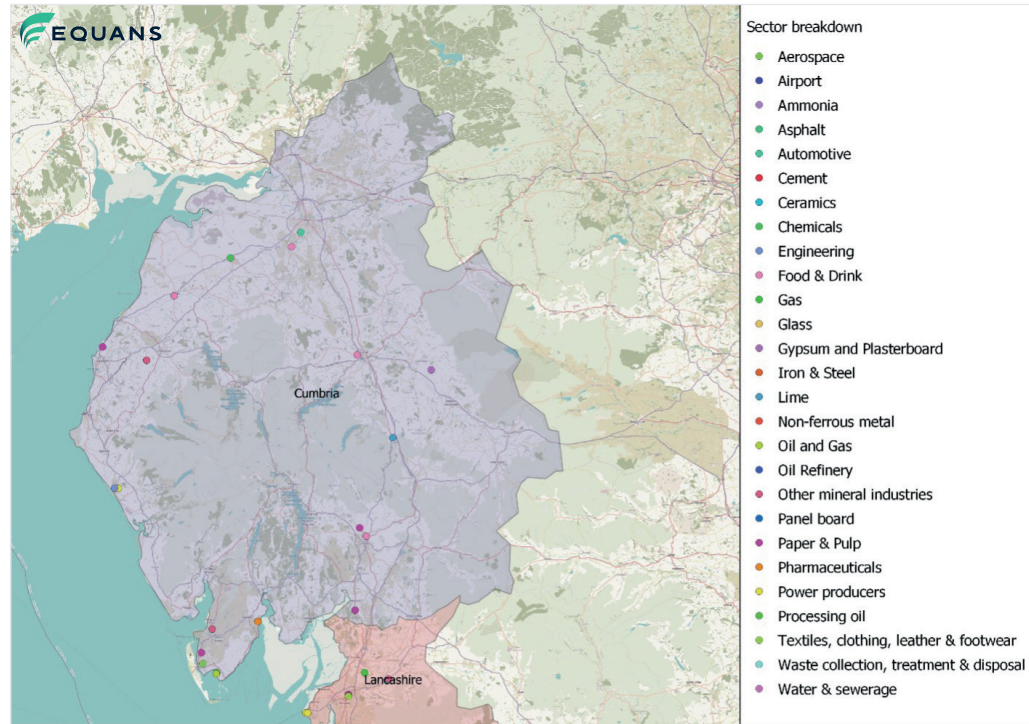 EQUANS
Cumbria
Lancashire
Sector breakdown
Aerospace
Airport
Ammonia
Asphalt
Automotive
Cement
Ceramics
Chemicals
Engineering
Food & Drink
Gas
Glass
Gypsum and Plasterboard
Iron & Steel
Lime
Non-ferrous metal
Oil and Gas
Oil Refinery
Other mineral industries
Panel board
Paper & Pulp
Pharmaceuticals
Power producers
Processing oil
Textiles, clothing, leather & footwear
Waste collection, treatment & disposal
Water & sewerage